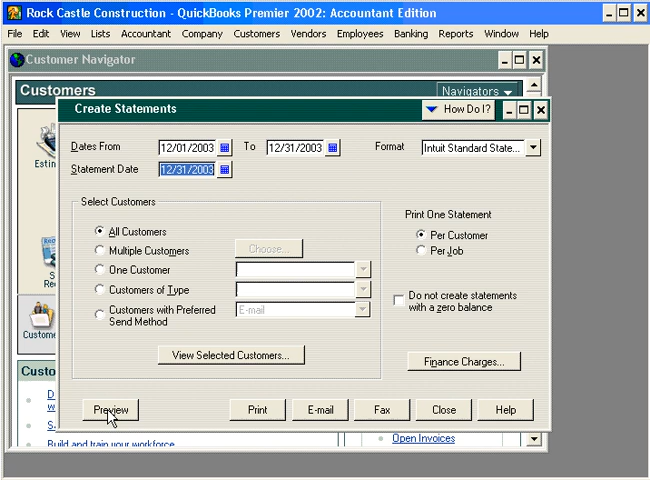 Rock Castle Construction - QuickBooks Premier 2002: Accountant Edition
File Edit View Lists Accountant Company Customers Vendors Employees Banking Reports Window Help
Customer Navigator
Customers Navigators
Create Statements How Do I?
Dates From 12/01/2003 To 12/31/2003 Format Intuit Standard State...
Statement Date 12/31/2003
Select Customers
All Customers
Multiple Customers Choose...
One Customer
Customers of Type
Customers with Preferred
Send Method
E-mail
View Selected Customers...
Print One Statement
Per Customer
Per Job
Do not create statements
with a zero balance
Finance Charges...
Preview Print E-mail Fax Close Help
Estin
S
Re
Custome
Custo
D
w
S
Build and train your workforce
Open Invoices